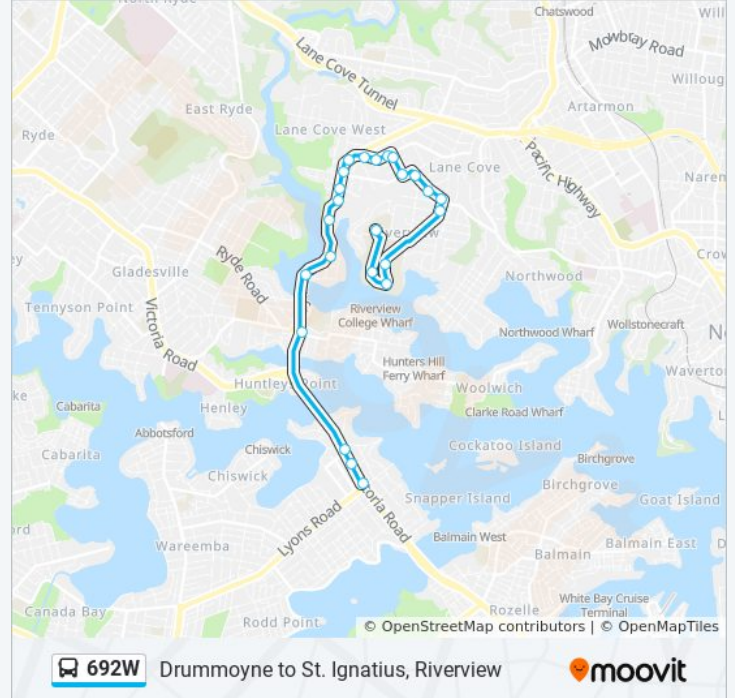 North Ryde
Chatswood
Will
Mowbray Road
Lane Cove Tunnel
Willoug
East Ryde
Artarmon
Lane Cove West
Ryde
Pacific Highway
Lane Cove
Naren
Riverview
Crow
Gladesville
Ryde Road
Northwood
Tennyson Point
Victoria Road
Riverview
College Wharf
Wollstonecraft
Northwood Wharf
N
Hunters Hill
Ferry Wharf
Waverto
Huntleys Point
Woolwich
ke
Cabarita
Henley
Clarke Road Wharf
L
Abbotsford
Cabarita
Chiswick
Cockatoo Island
Birchgrove
Chiswick
Birchgrove
Snapper Island
Goat Island
rd
Lyons Road
Victoria Road
Wareemba
Balmain West
Balmain
Balmain East
D
White Bay Cruise
Terminal
Canada Bay
Rodd Point
Rozelle
© OpenStreetMap contributors | © OpenMapTiles
692W Drummoyne to St. Ignatius, Riverview moovit